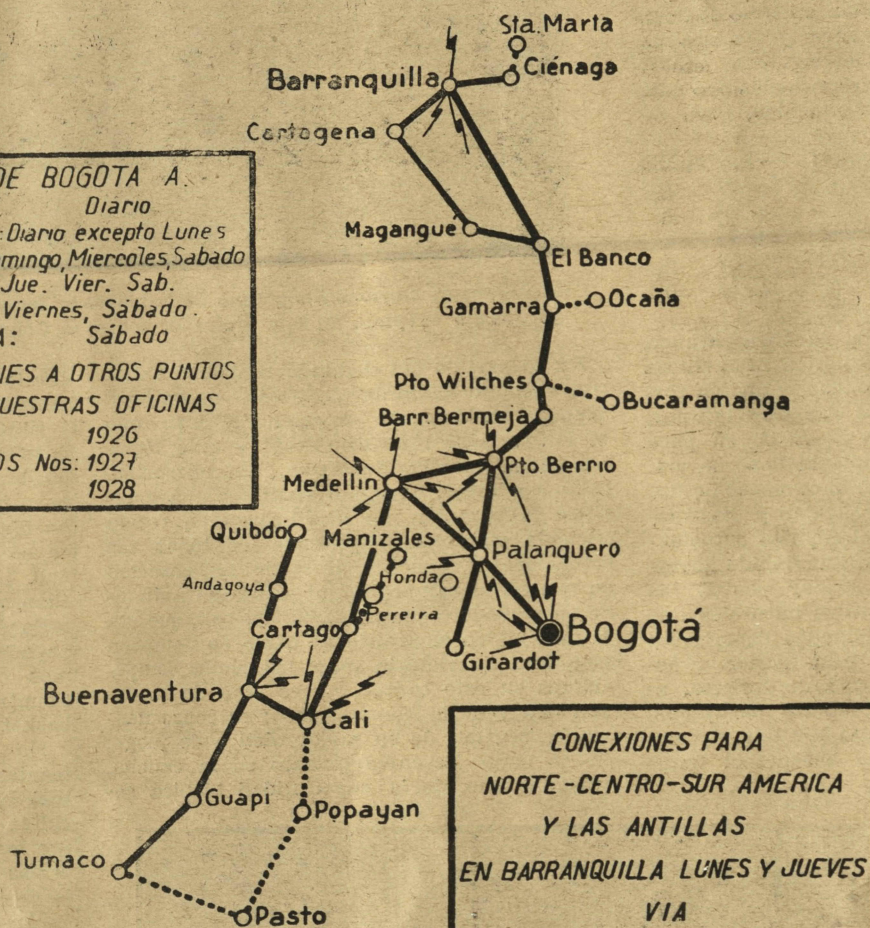 Sta. Marta
Ciénaga
Barranquilla
Cartagena
DE BOGOTA A.
Diario
: Diario excepto Lunes
mingo, Miercoles, Sabado
Jue. Vier. Sab.
Viernes, Sábado.
A: Sábado
NES A OTROS PUNTOS
UESTRAS OFICINAS
1926
OS Nos: 1927
1928
Magangué
El Banco
Gamarra
Ocaña
Pto Wilches
Bucaramanga
Barr. Bermeja
Pto Berrio
Medellin
Quibdó
Manizales
Palanquero
Andagoya
Honda
Pereira
Cartago
Bogotá
Girardot
Buenaventura
Cali
Guapi
Popayan
Tumaco
Pasto
CONEXIONES PARA
NORTE-CENTRO-SUR AMERICA
Y LAS ANTILLAS
EN BARRANQUILLA LUNES Y JUEVES
VIA